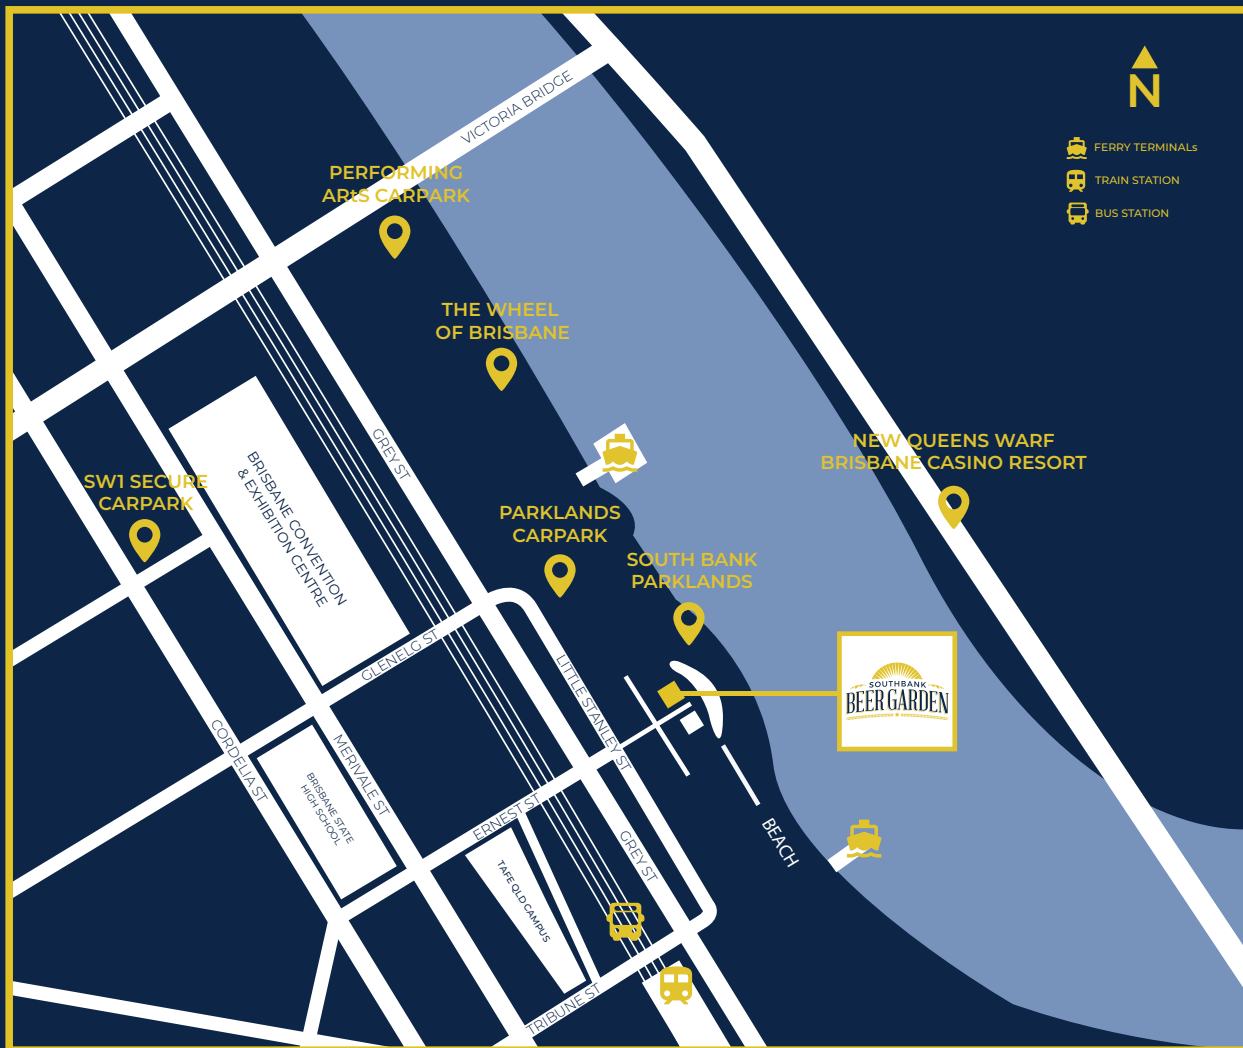 N
FERRY TERMINALs
TRAIN STATION
BUS STATION
VICTORIA BRIDGE
PERFORMING
ARtS CARPARK
THE WHEEL
OF BRISBANE
GREY ST
NEW QUEENS WARF
BRISBANE CASINO RESORT
SW1 SECURE
CARPARK
BRISBANE CONVENTION
& EXHIBITION CENTRE
PARKLANDS
CARPARK
SOUTH BANK
PARKLANDS
GLENELG ST
LITTLE STANLEY ST
SOUTHBANK
BEER GARDEN
CORDELIA ST
MERIVALE ST
BRISBANE STATE
HIGH SCHOOL
ERNEST ST
GREY ST
BEACH
TAFE QLD CAMPUS
TRIBUNE ST